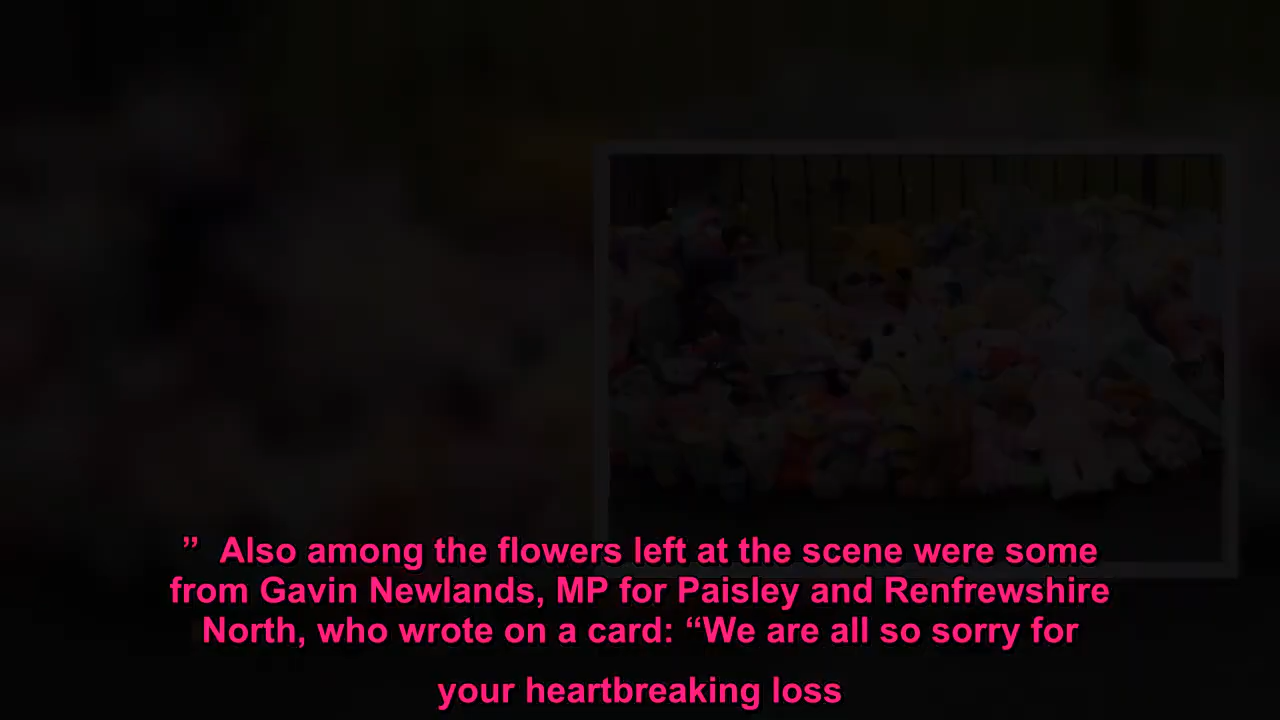 ”  Also among the flowers left at the scene were some
from Gavin Newlands, MP for Paisley and Renfrewshire
North, who wrote on a card: “We are all so sorry for
your heartbreaking loss